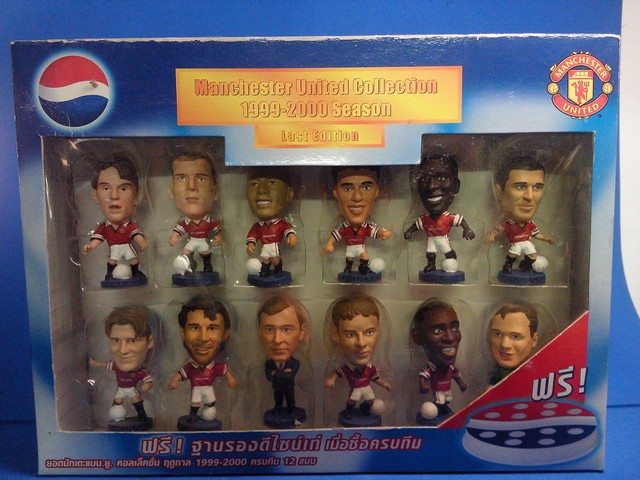 Manchester United Collection
1999-2000 Season
Last Edition
MANCHESTER
UNITED
ฟรี!
ฟรี! ฐานรองดีไซน์เก๋ เมื่อซื้อครบทีม
ยอดนักเตะแมน.ยู. คอลเล็คชั่น ฤดูกาล 1999-2000 ครบทีม 12 แบบ